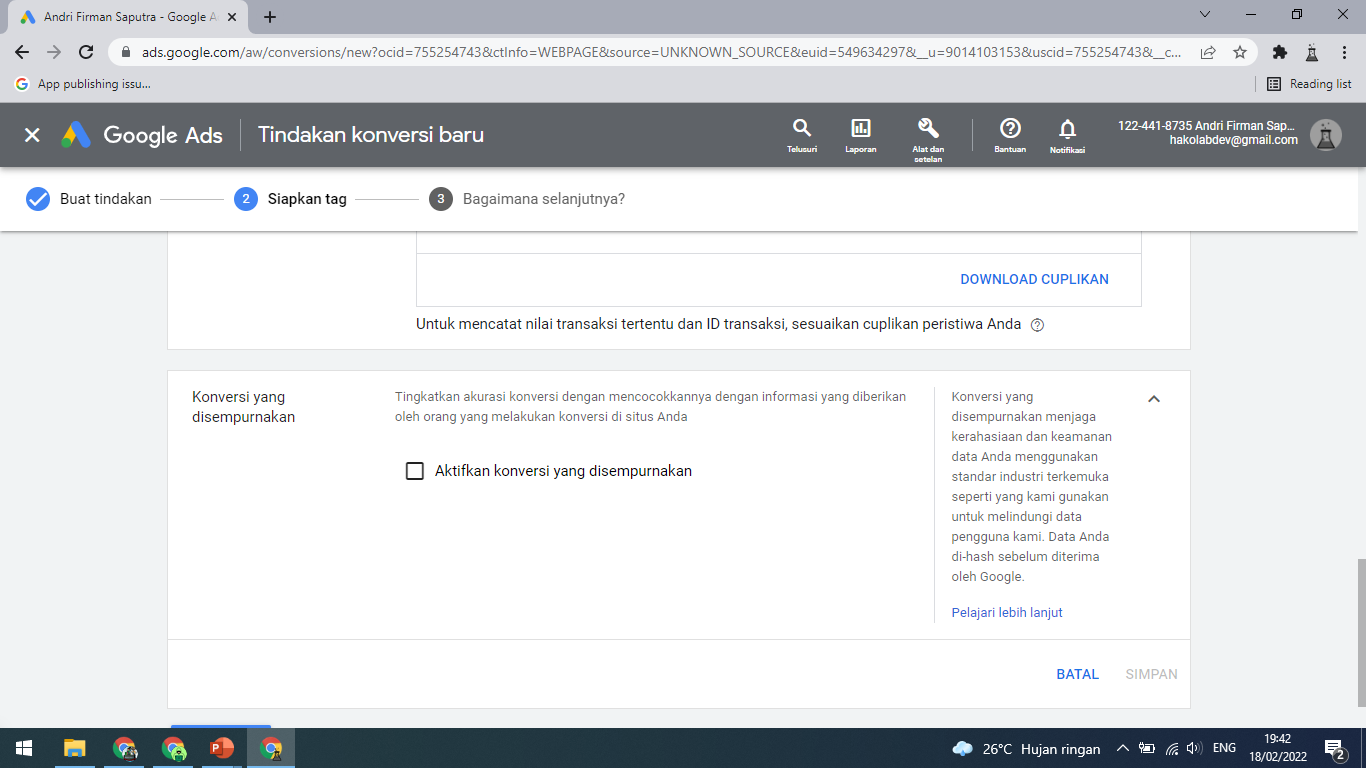 Andri Firman Saputra - Google A
ads.google.com/aw/conversions/new?ocid=755254743&ctInfo=WEBPAGE&source=UNKNOWN_SOURCE&euid=549634297&__u=9014103153&uscid=755254743&__c...
App publishing issu...
Reading list
Google Ads
Tindakan konversi baru
Telusuri
Laporan
Alat dan
setelan
Bantuan
Notifikasi
122-441-8735 Andri Firman Sap...
hakolabdev@gmail.com
Buat tindakan
2
Siapkan tag
3
Bagaimana selanjutnya?
DOWNLOAD CUPLIKAN
Untuk mencatat nilai transaksi tertentu dan ID transaksi, sesuaikan cuplikan peristiwa Anda
Konversi yang
disempurnakan
Tingkatkan akurasi konversi dengan mencocokkannya dengan informasi yang diberikan
oleh orang yang melakukan konversi di situs Anda
Aktifkan konversi yang disempurnakan
Konversi yang
disempurnakan menjaga
kerahasiaan dan keamanan
data Anda menggunakan
standar industri terkemuka
seperti yang kami gunakan
untuk melindungi data
pengguna kami. Data Anda
di-hash sebelum diterima
oleh Google.
Pelajari lebih lanjut
BATAL
SIMPAN
26°C Hujan ringan
ENG
19:42
18/02/2022
2